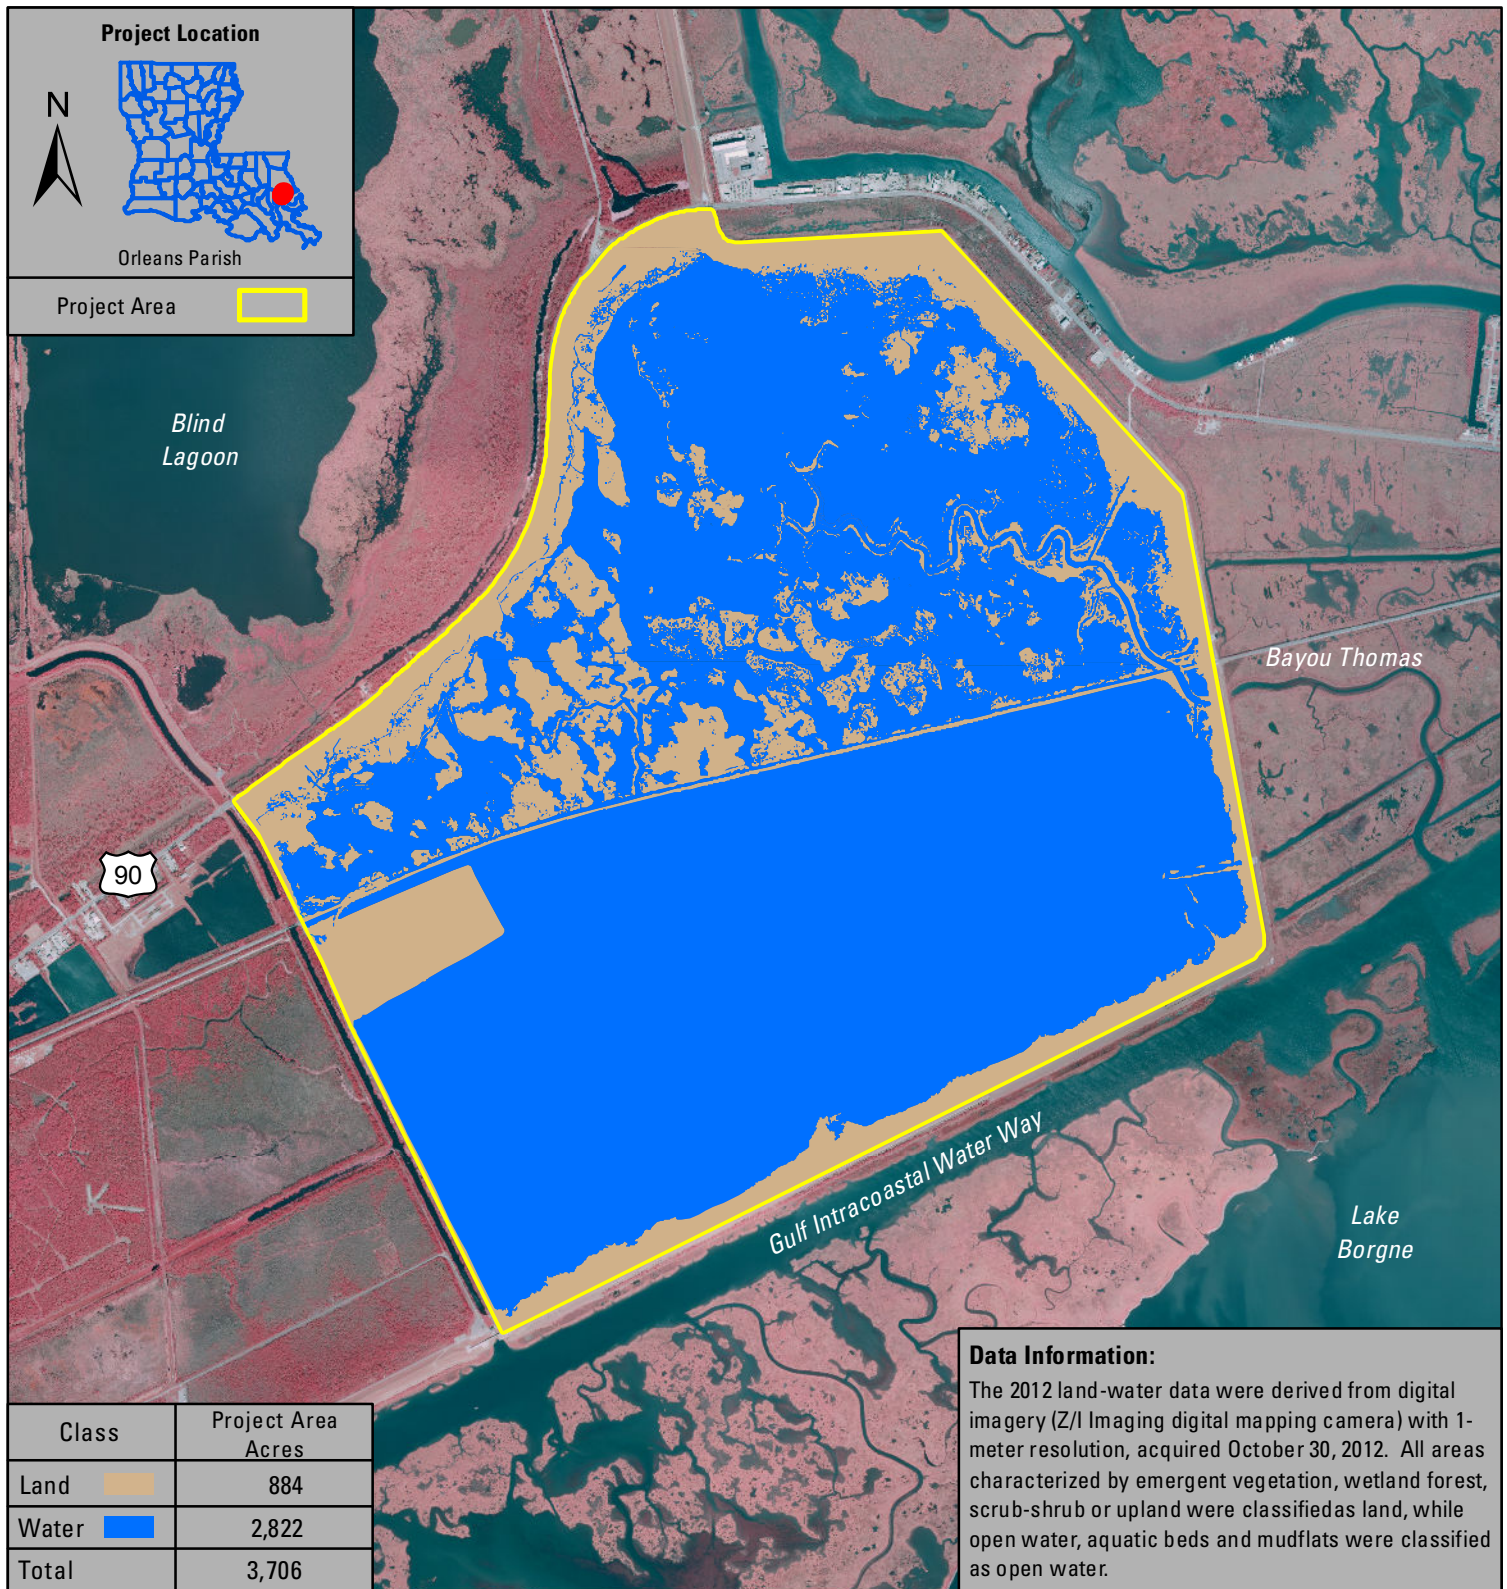 Project Location
N
Orleans Parish
Project Area
Blind
Lagoon
90
Bayou Thomas
Gulf Intracoastal Water Way
Lake
Borgne
Class
Project Area
Acres
Land
884
Water
2,822
Total
3,706
Data Information:
The 2012 land-water data were derived from digital
imagery (Z/I Imaging digital mapping camera) with 1-
meter resolution, acquired October 30, 2012. All areas
characterized by emergent vegetation, wetland forest,
scrub-shrub or upland were classifiedas land, while
open water, aquatic beds and mudflats were classified
as open water.